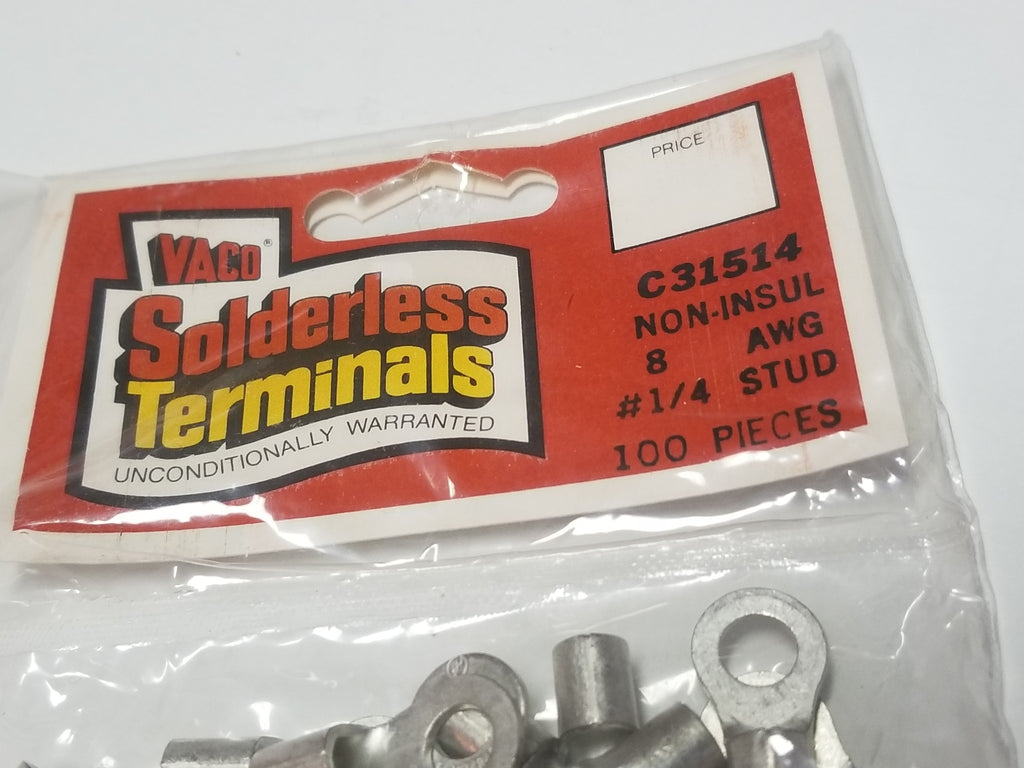 VACO®
Solderless
Terminals
UNCONDITIONALLY WARRANTED
PRICE
C31514
NON-INSUL
8 AWG
#1/4 STUD
100 PIECES